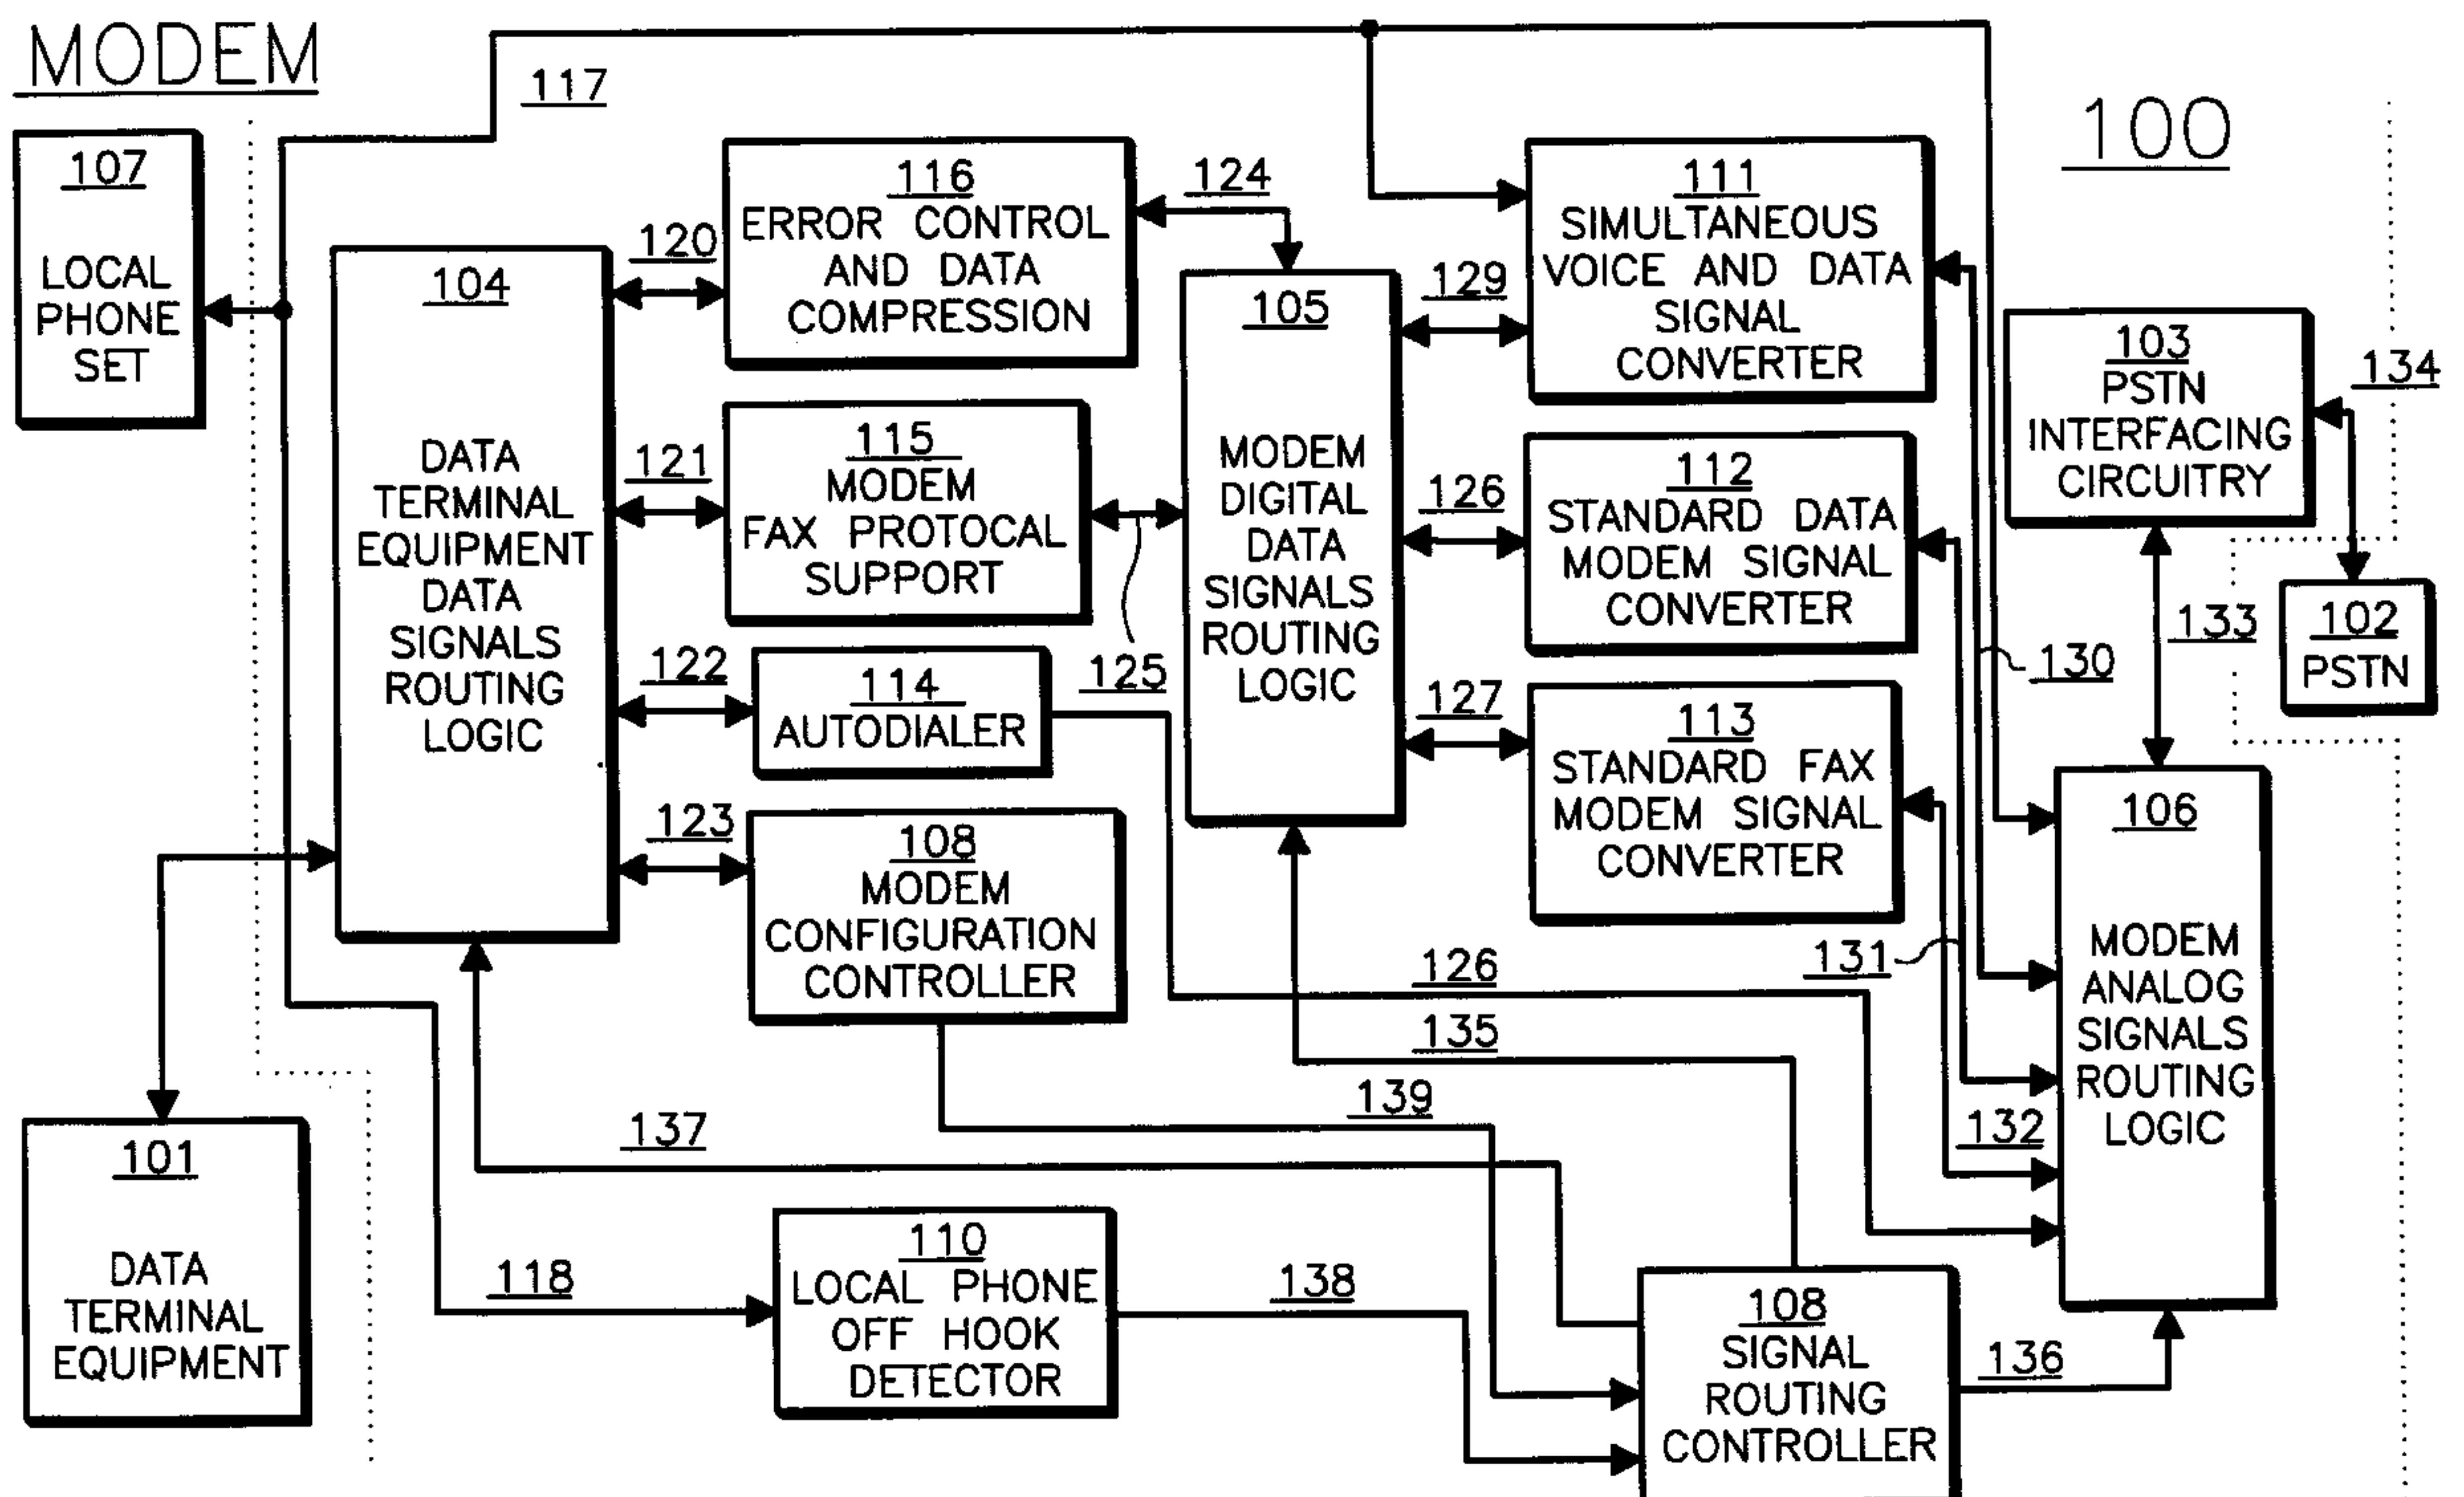 MODEM
100
117
107
LOCAL
PHONE
SET
104
DATA
TERMINAL
EQUIPMENT
DATA
SIGNALS
ROUTING
LOGIC
120
116
ERROR CONTROL
AND DATA
COMPRESSION
124
121
115
MODEM
FAX PROTOCAL
SUPPORT
125
122
114
AUTODIALER
123
108
MODEM
CONFIGURATION
CONTROLLER
105
MODEM
DIGITAL
DATA
SIGNALS
ROUTING
LOGIC
129
111
SIMULTANEOUS
VOICE AND DATA
SIGNAL
CONVERTER
126
112
STANDARD DATA
MODEM SIGNAL
CONVERTER
127
113
STANDARD FAX
MODEM SIGNAL
CONVERTER
103
PSTN
INTERFACING
CIRCUITRY
134
133
102
PSTN
130
106
MODEM
ANALOG
SIGNALS
ROUTING
LOGIC
131
132
126
135
139
137
101
DATA
TERMINAL
EQUIPMENT
118
110
LOCAL PHONE
OFF HOOK
DETECTOR
138
108
SIGNAL
ROUTING
CONTROLLER
136